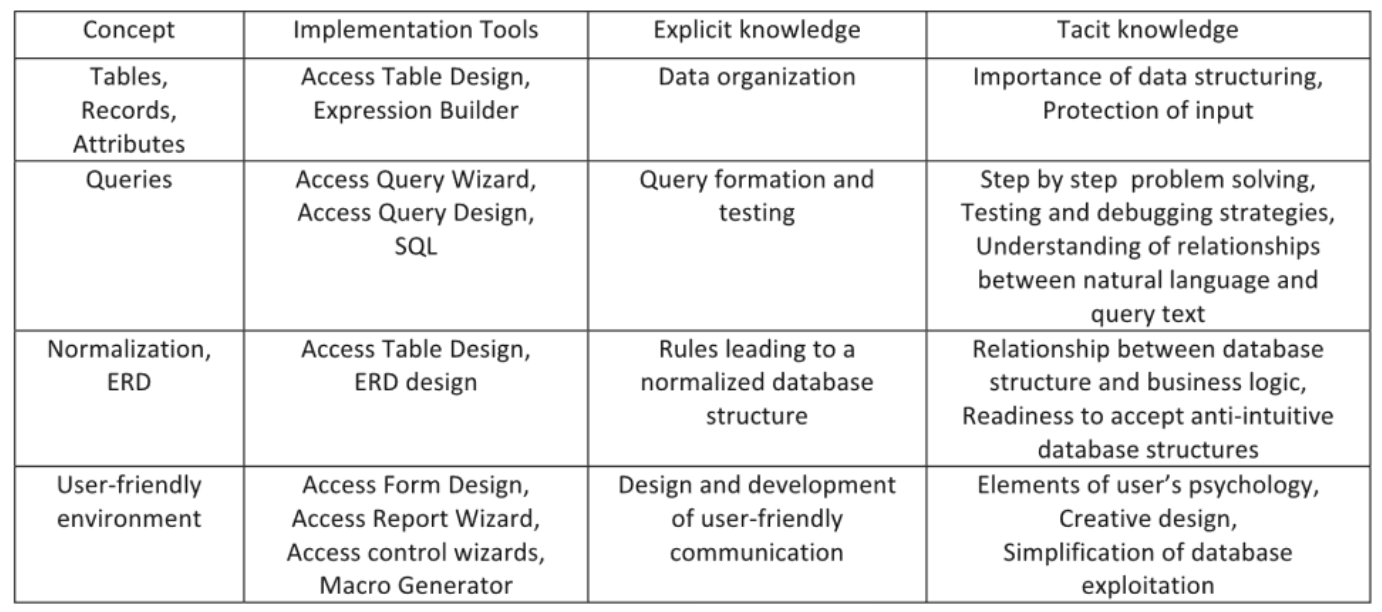 Concept
Implementation Tools
Explicit knowledge
Tacit knowledge
Tables,
Records,
Attributes
Access Table Design,
Expression Builder
Data organization
Importance of data structuring,
Protection of input
Queries
Access Query Wizard,
Access Query Design,
SQL
Query formation and
testing
Step by step  problem solving,
Testing and debugging strategies,
Understanding of relationships
between natural language and
query text
Normalization,
ERD
Access Table Design,
ERD design
Rules leading to a
normalized database
structure
Relationship between database
structure and business logic,
Readiness to accept anti-intuitive
database structures
User-friendly
environment
Access Form Design,
Access Report Wizard,
Access control wizards,
Macro Generator
Design and development
of user-friendly
communication
Elements of user’s psychology,
Creative design,
Simplification of database
exploitation